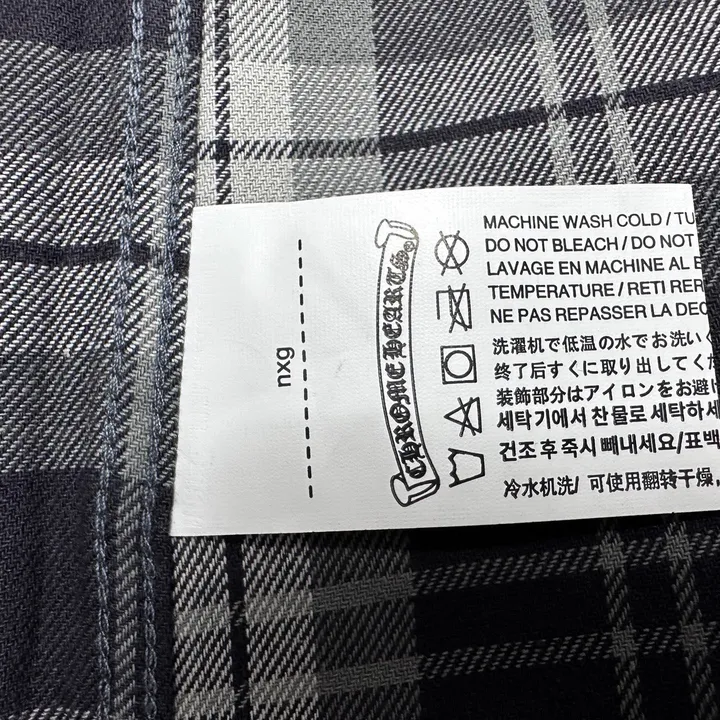 nxg
CHROME HEARTS
MACHINE WASH COLD / TU
DO NOT BLEACH / DO NOT
LAVAGE EN MACHINE AL E
TEMPERATURE / RETI RER
NE PAS REPASSER LA DEC
洗濯机で低温の水でお洗い
終了后すぐに取り出してくだ
装飾部分はアイロンをお避け
세탁기에서 찬물로 세탁하세
건조 후 즉시 빼내세요/표백
冷水机洗/ 可使用翻转干燥,